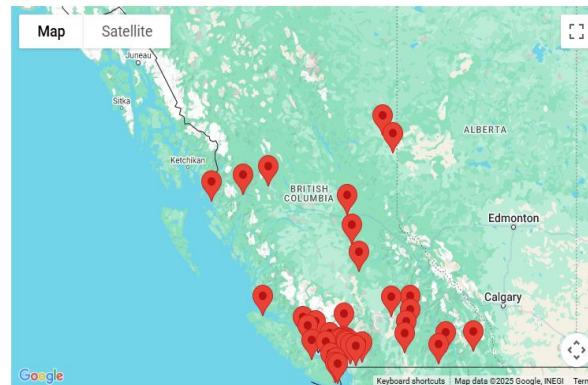 Map Satellite
Juneau
Sitka
ALBERTA
Ketchikan
BRITISH
COLUMBIA
Edmonton
Calgary
Google
Keyboard shortcuts Map data ©2025 Google, INEGI